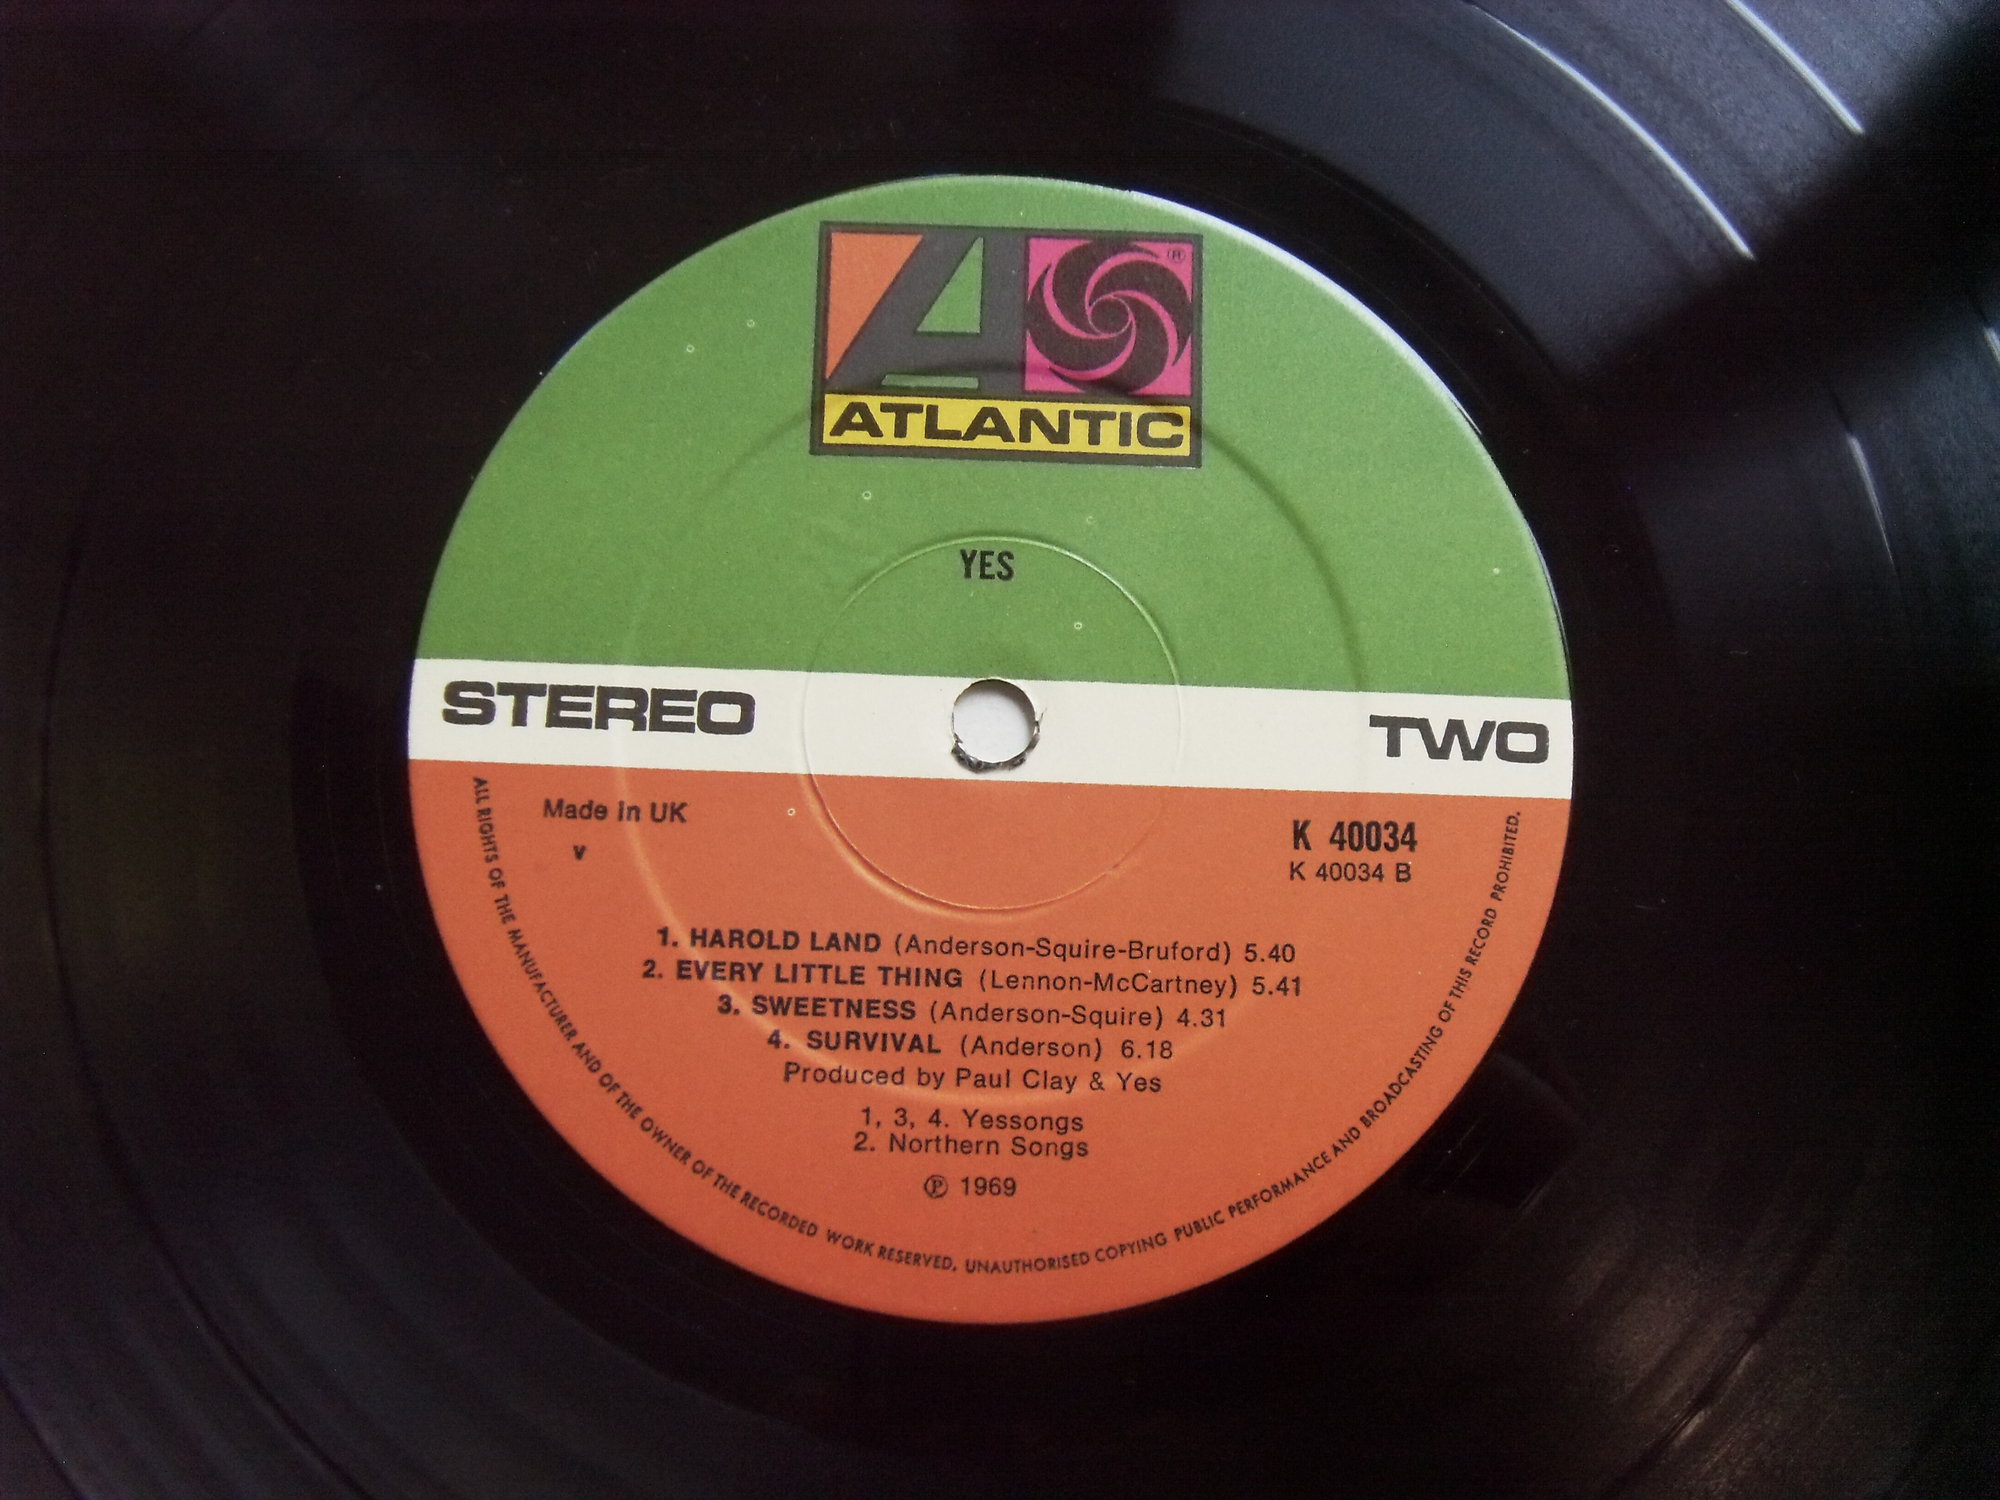 ATLANTIC
YES
STEREO
TWO
Made in UK
V
K 40034
K 40034 B
1. HAROLD LAND (Anderson-Squire-Bruford) 5.40
2. EVERY LITTLE THING (Lennon-McCartney) 5.41
3. SWEETNESS (Anderson-Squire) 4.31
4. SURVIVAL (Anderson) 6.18
Produced by Paul Clay & Yes
1, 3, 4. Yessongs
2. Northern Songs
℗ 1969
ALL RIGHTS OF THE MANUFACTURER AND OF THE OWNER OF THE RECORDED WORK RESERVED. UNAUTHORISED COPYING PUBLIC PERFORMANCE AND BROADCASTING OF THIS RECORD PROHIBITED.